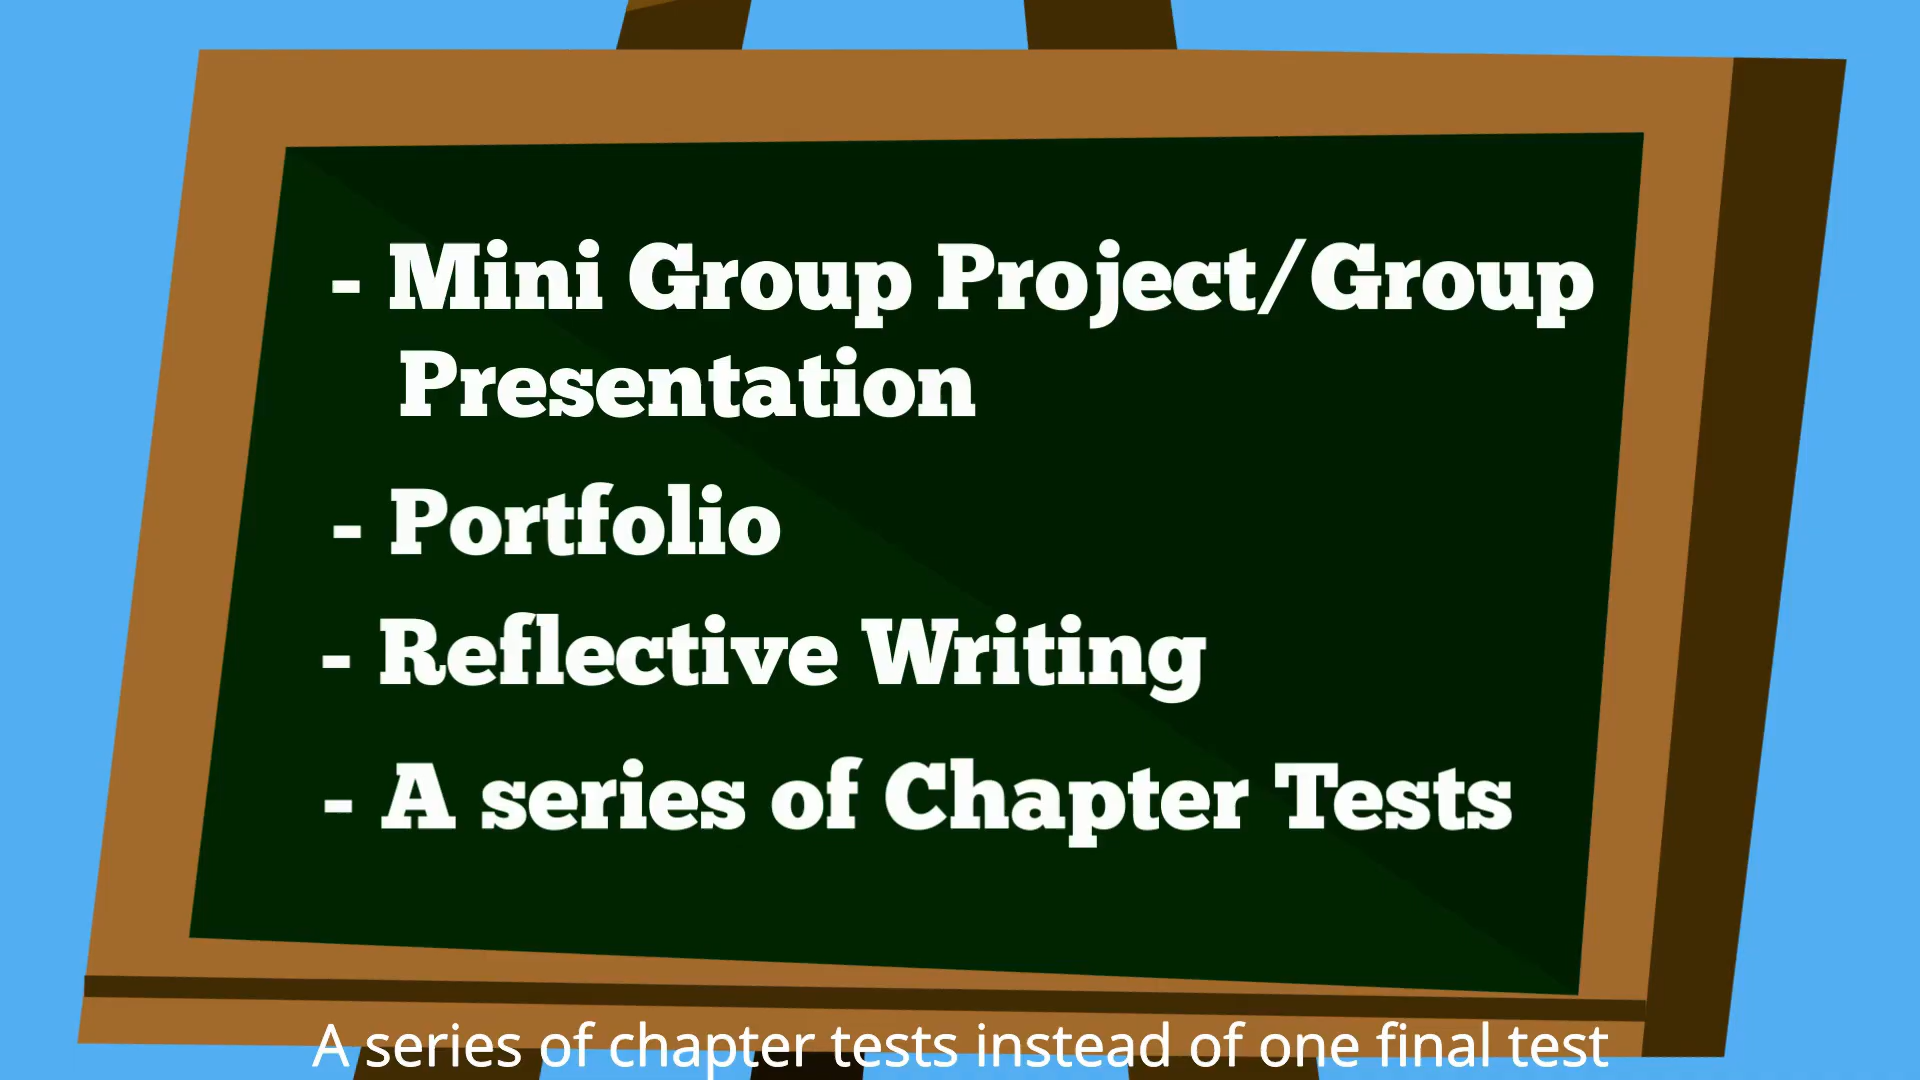 - Mini Group Project/Group
Presentation
- Portfolio
- Reflective Writing
- A series of Chapter Tests
A series of chapter tests instead of one final test